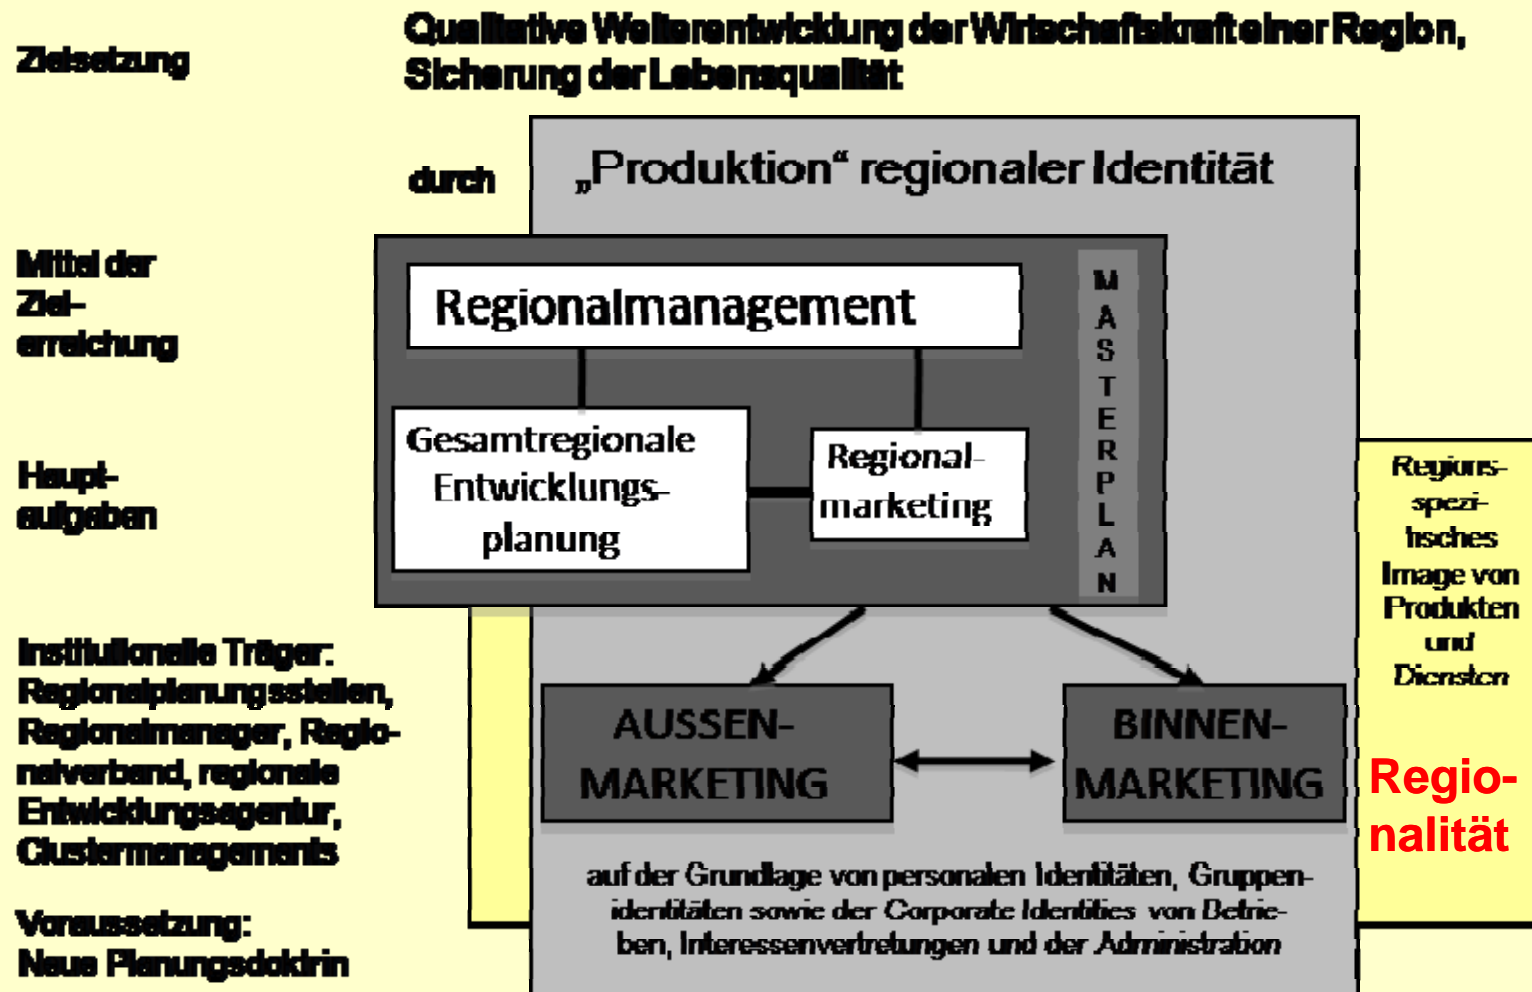 Zielsetzung
Qualitative Weiterentwicklung der Wirtschaftskraft einer Region,
Sicherung der Lebensqualität
durch
„Produktion“ regionaler Identität
Mittel der
Ziel-
erreichung
Regionalmanagement
MASTERPLAN
Haupt-
aufgaben
Gesamtregionale
Entwicklungs-
planung
Regional-
marketing
Regions-
spezi-
fisches
Image von
Produkten
und
Diensten
Regio-
nalität
Institutionelle Träger:
Regionalplanungsstellen,
Regionalmanager, Regio-
nalverband, regionale
Entwicklungsagentur,
Clustermanagements
AUSSEN-
MARKETING
BINNEN-
MARKETING
auf der Grundlage von personalen Identitäten, Gruppen-
identitäten sowie der Corporate Identities von Betrie-
ben, Interessenvertretungen und der Administration
Voraussetzung:
Neue Planungsdoktrin